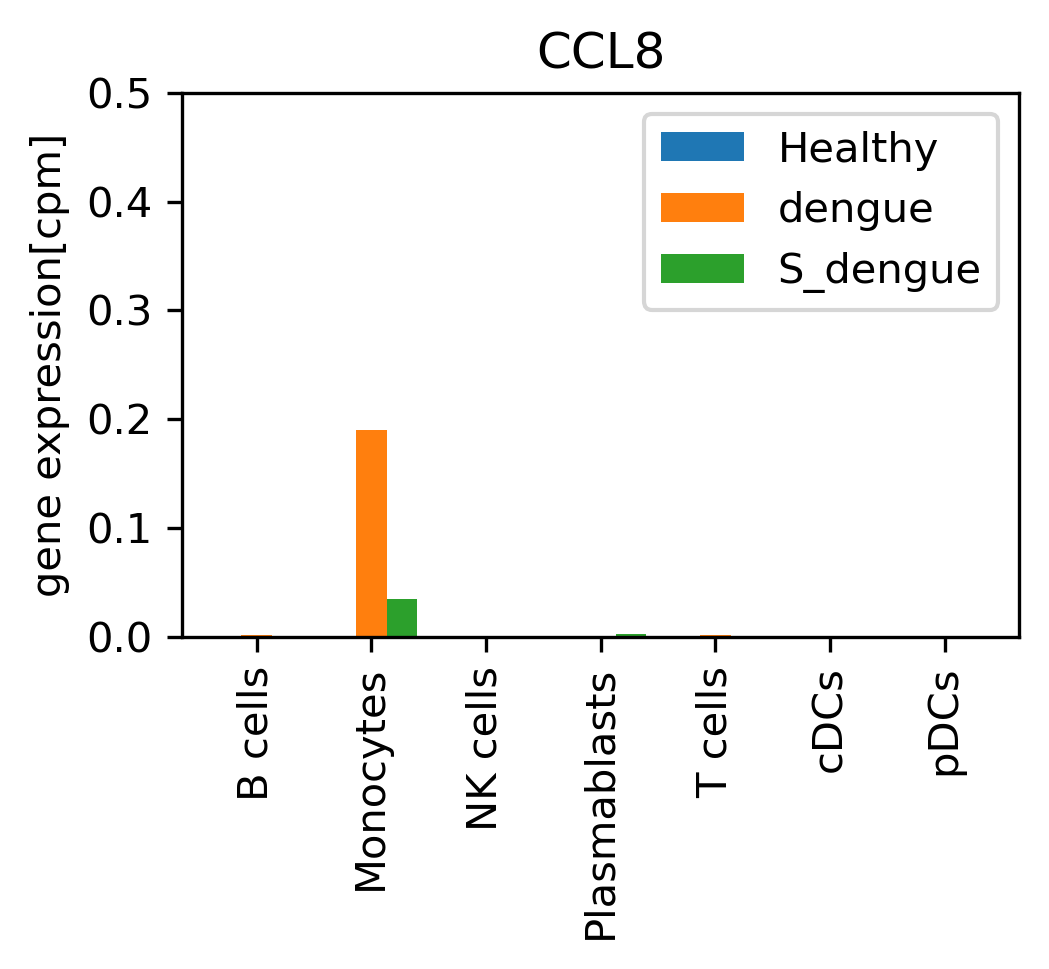 CCL8
gene expression[cpm]
0.5
0.4
0.3
0.2
0.1
0.0
Healthy
dengue
S_dengue
B cells
Monocytes
NK cells
Plasmablasts
T cells
cDCs
pDCs